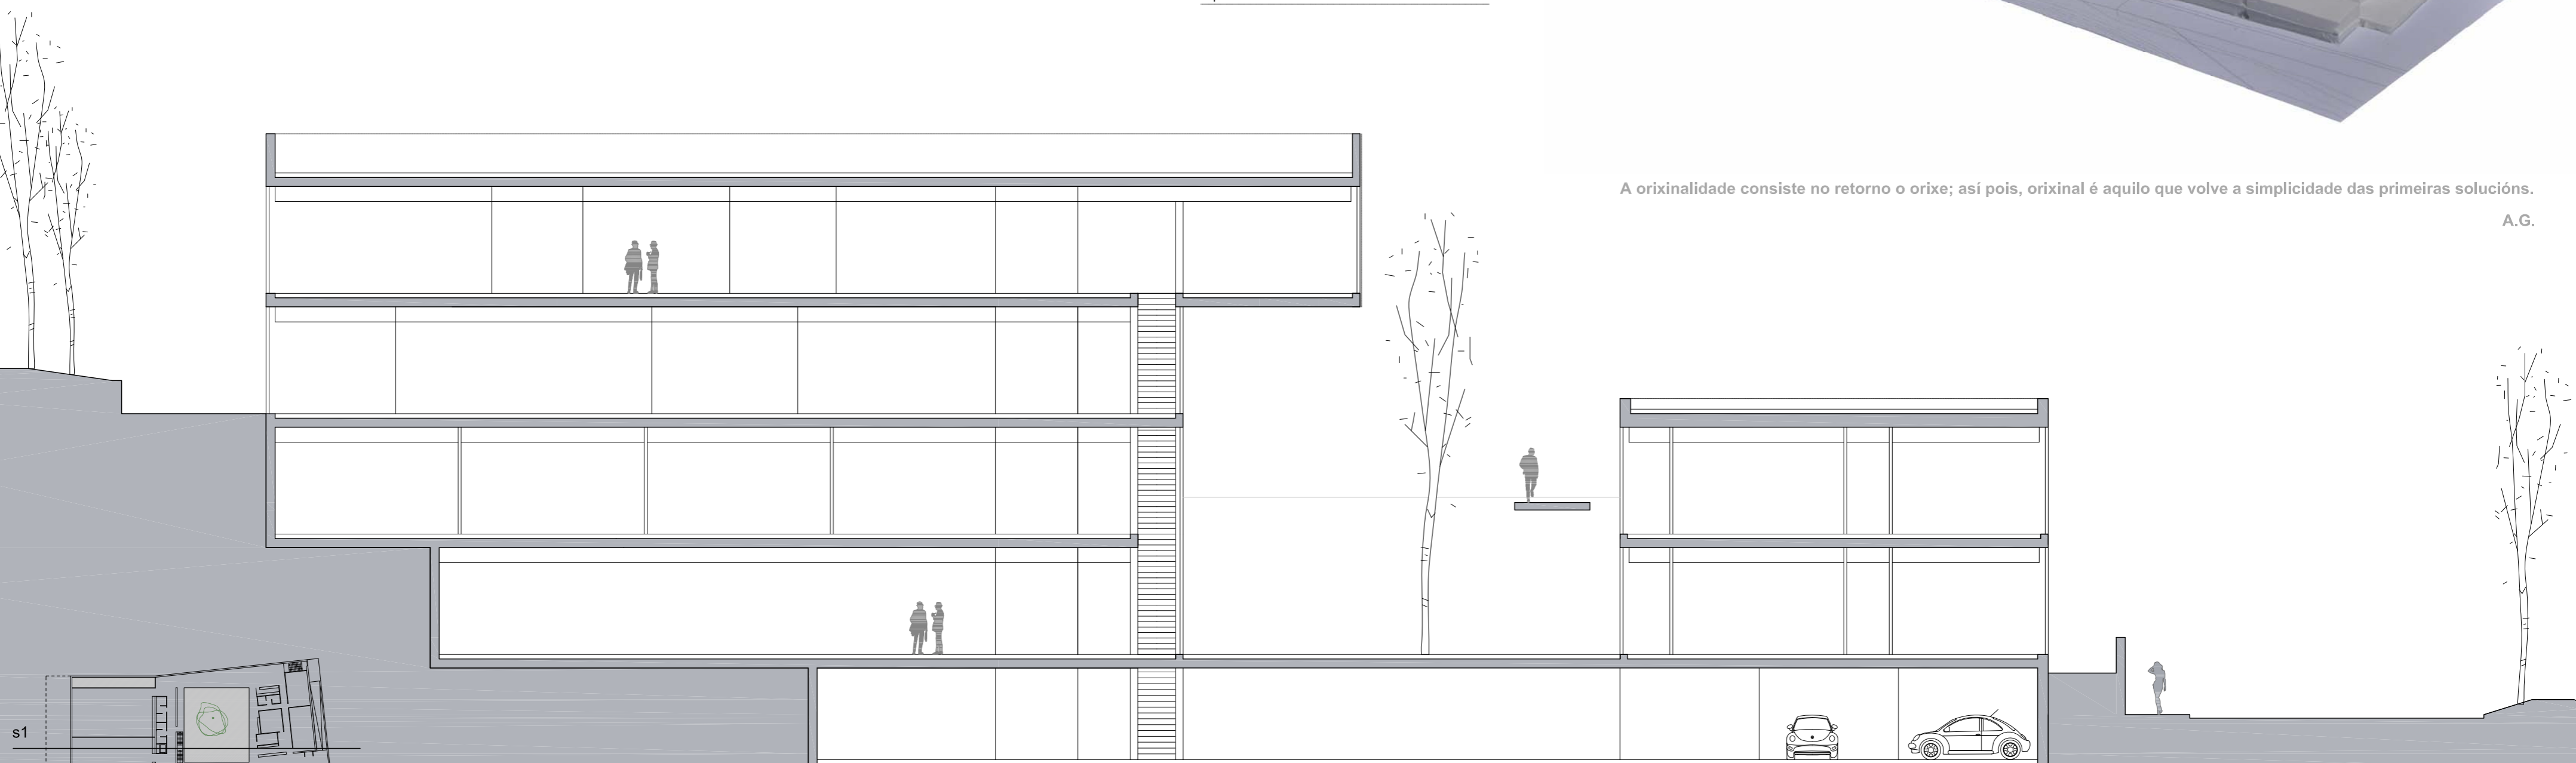 A orixinalidade consiste no retorno o orixe; así pois, orixinal é aquilo que volve a simplicidade das primeiras solucións.
A.G.
s1